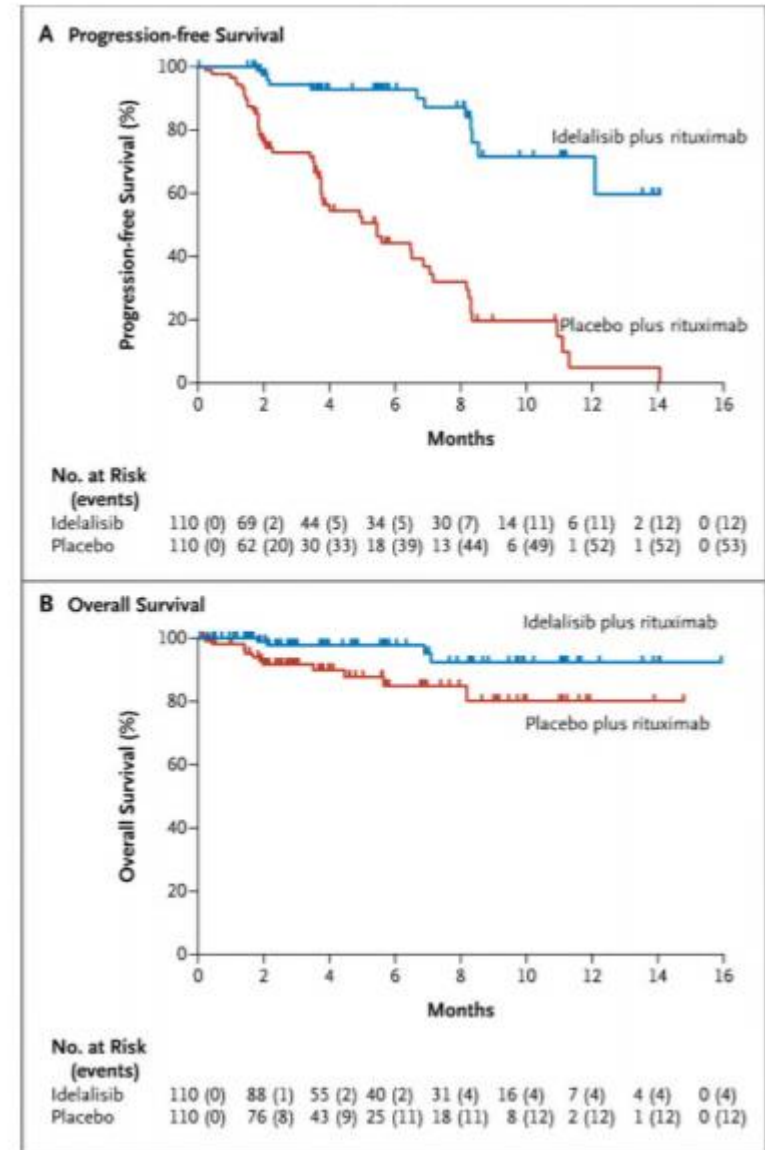 A Progression-free Survival
100
80
60
40
20
0
Progression-free Survival (%)
Idelalisib plus rituximab
Placebo plus rituximab
0 2 4 6 8 10 12 14 16
Months
No. at Risk
(events)
Idelalisib 110 (0) 69 (2) 44 (5) 34 (5) 30 (7) 14 (11) 6 (11) 2 (12) 0 (12)
Placebo 110 (0) 62 (20) 30 (33) 18 (39) 13 (44) 6 (49) 1 (52) 1 (52) 0 (53)
B Overall Survival
100
80
60
40
20
0
Overall Survival (%)
Idelalisib plus rituximab
Placebo plus rituximab
0 2 4 6 8 10 12 14 16
Months
No. at Risk
(events)
Idelalisib 110 (0) 88 (1) 55 (2) 40 (2) 31 (4) 16 (4) 7 (4) 4 (4) 0 (4)
Placebo 110 (0) 76 (8) 43 (9) 25 (11) 18 (11) 8 (12) 2 (12) 1 (12) 0 (12)